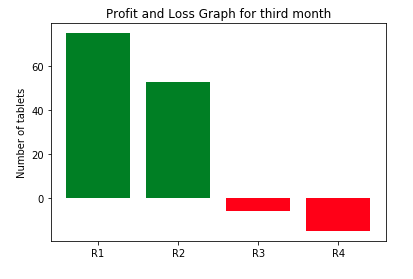 Profit and Loss Graph for third month
Number of tablets
60
40
20
0
R1 R2 R3 R4